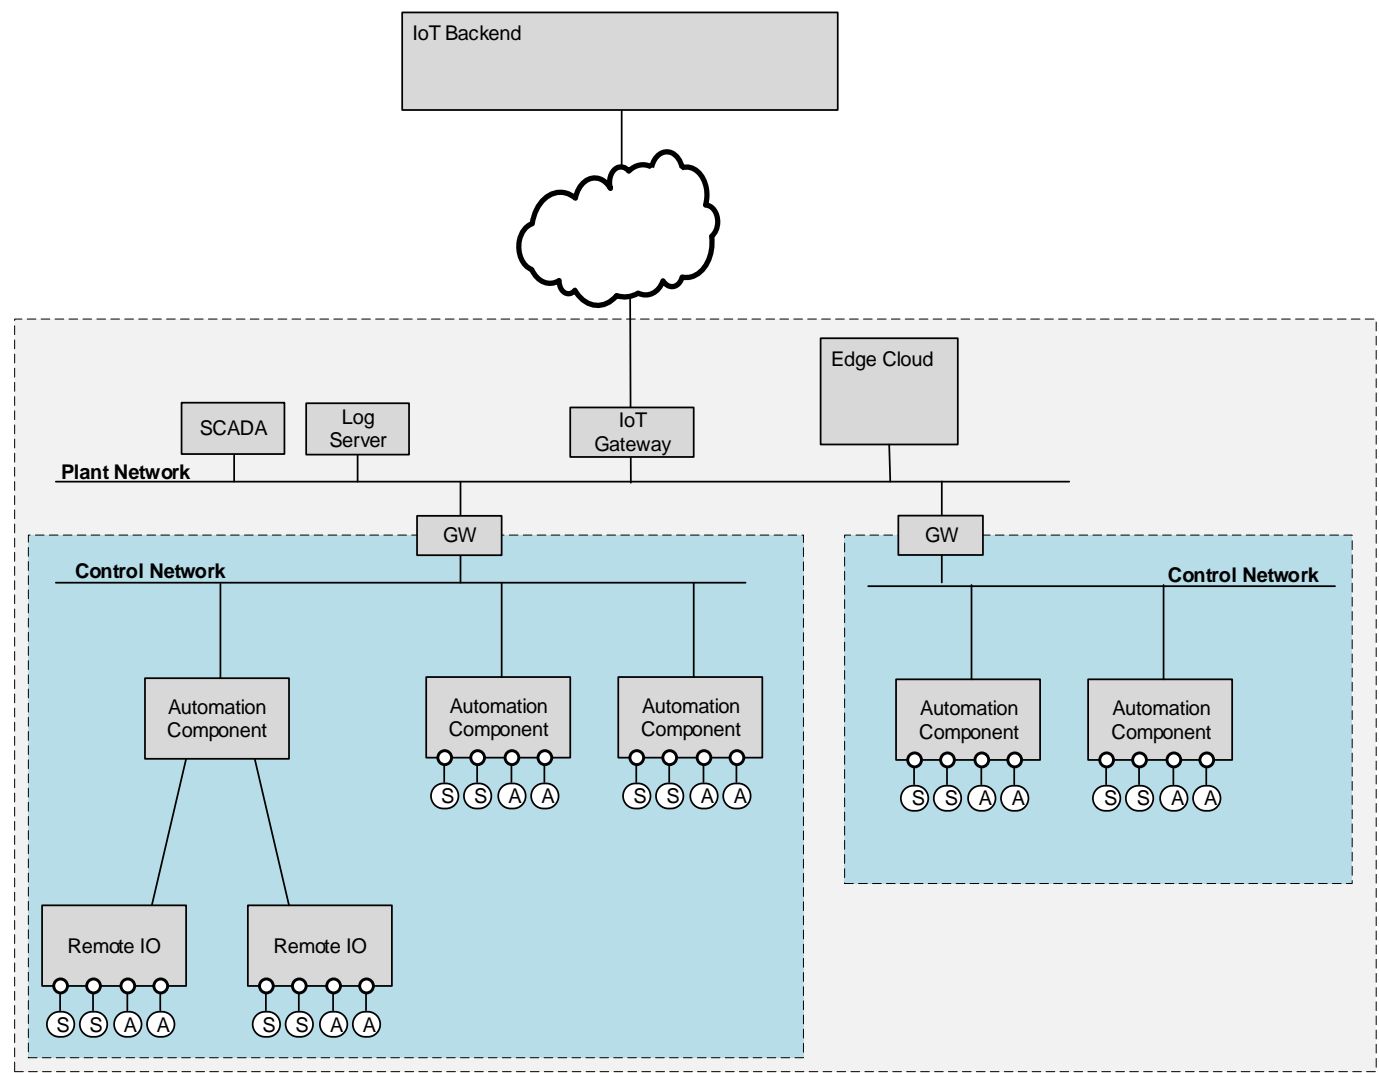 IoT Backend
Edge Cloud
SCADA
Log
Server
IoT
Gateway
Plant Network
GW
GW
Control Network
Control Network
Automation
Component
Automation
Component
Automation
Component
Automation
Component
Automation
Component
S S A A
S S A A
S S A A
S S A A
Remote IO
Remote IO
S S A A
S S A A